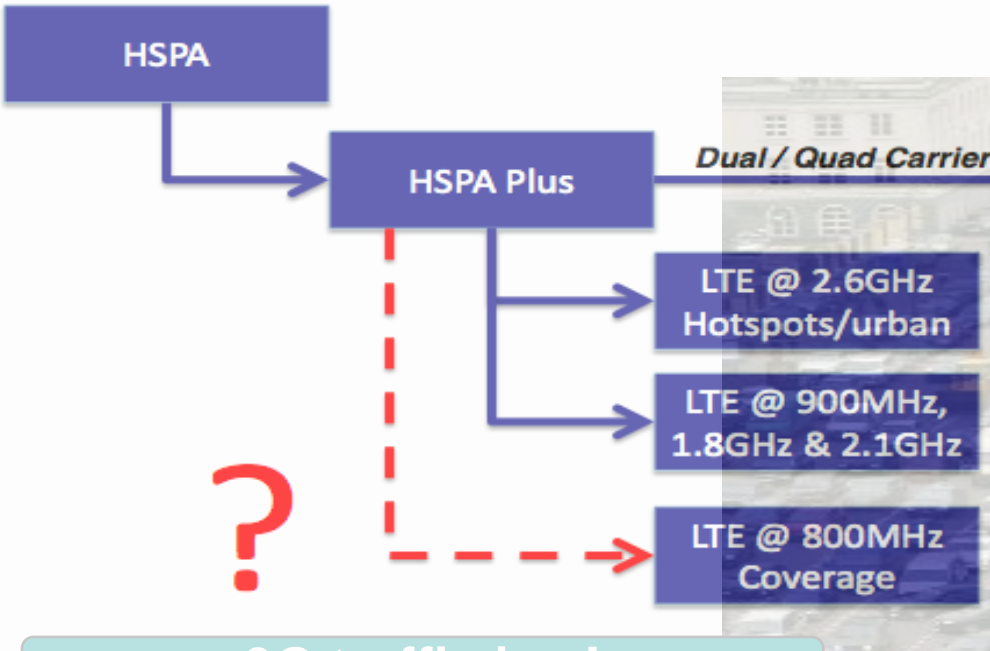 HSPA
HSPA Plus
Dual / Quad Carrier
LTE @ 2.6GHz
Hotspots/urban
LTE @ 900MHz,
1.8GHz & 2.1GHz
?
LTE @ 800MHz
Coverage